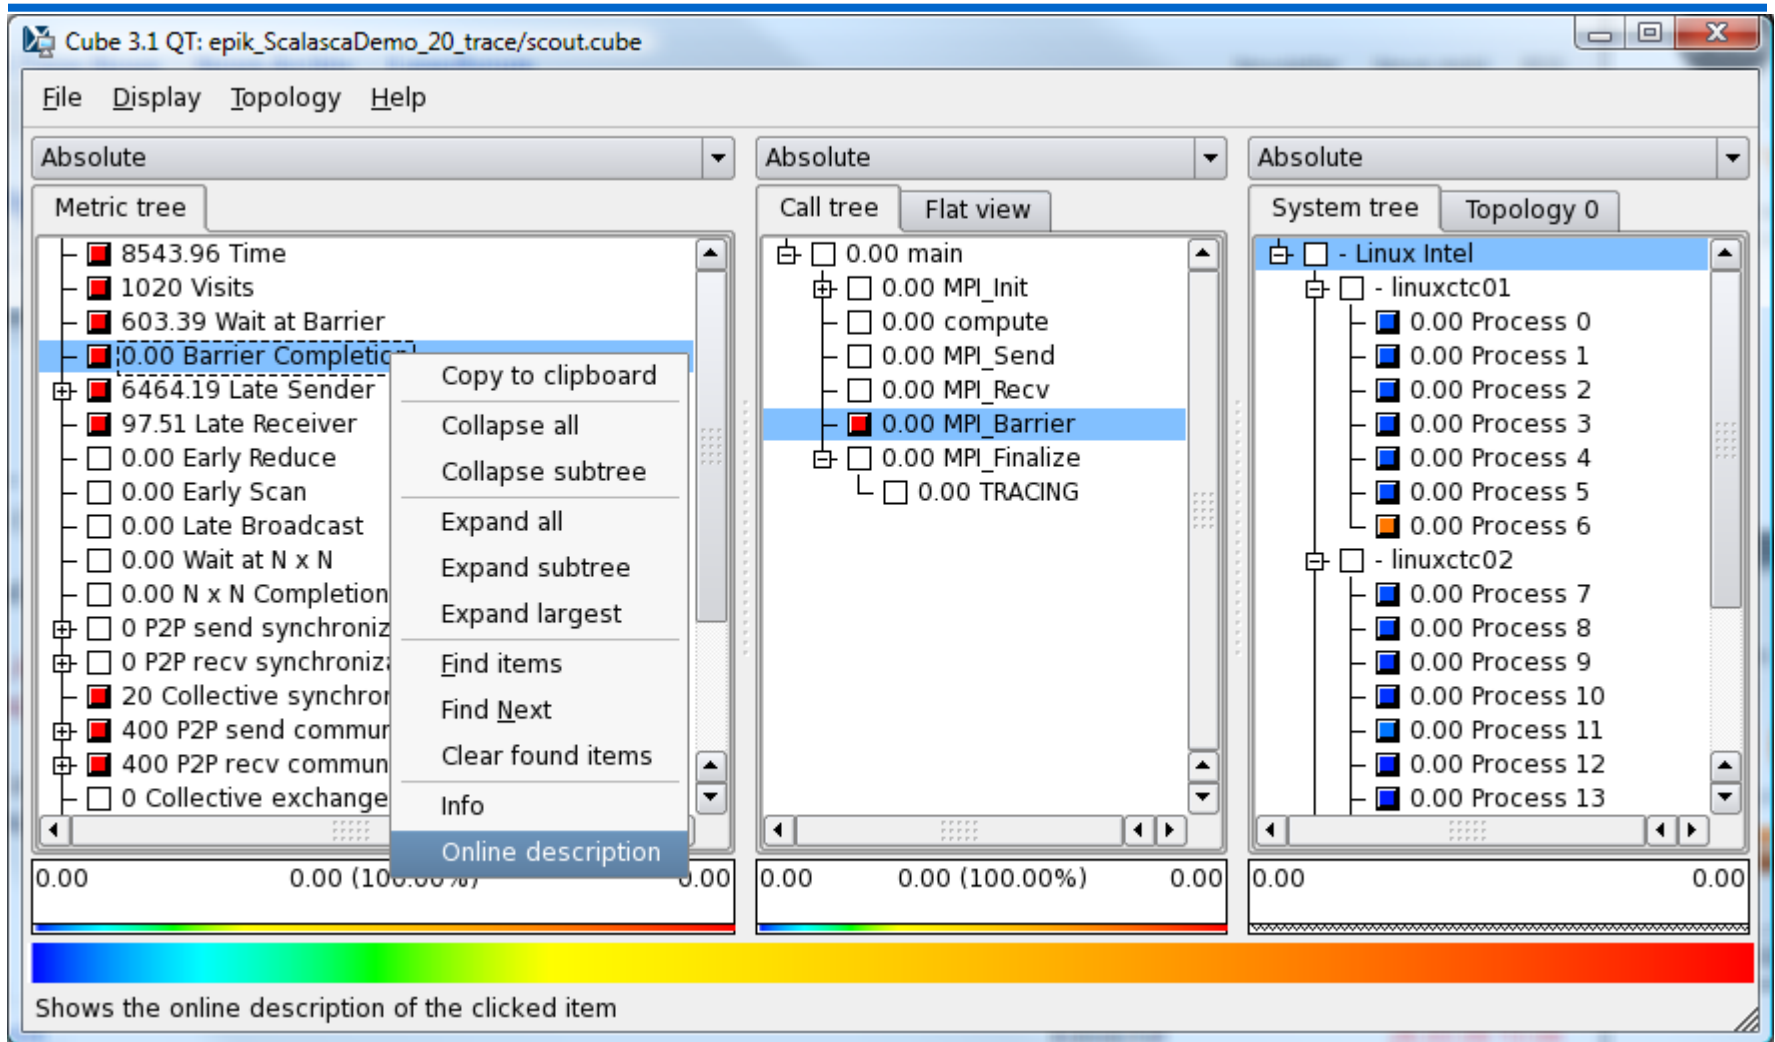 Cube 3.1 QT: epik_ScalascaDemo_20_trace/scout.cube
File Display Topology Help
Absolute
Metric tree
8543.96 Time
1020 Visits
603.39 Wait at Barrier
0.00 Barrier Completion
6464.19 Late Sender
97.51 Late Receiver
0.00 Early Reduce
0.00 Early Scan
0.00 Late Broadcast
0.00 Wait at N x N
0.00 N x N Completion
0 P2P send synchroniz
0 P2P recv synchroniz
20 Collective synchror
400 P2P send commur
400 P2P recv commun
0 Collective exchange
0.00 0.00 (100.00%) 0.00
Copy to clipboard
Collapse all
Collapse subtree
Expand all
Expand subtree
Expand largest
Find items
Find Next
Clear found items
Info
Online description
Absolute
Call tree Flat view
0.00 main
0.00 MPI_Init
0.00 compute
0.00 MPI_Send
0.00 MPI_Recv
0.00 MPI_Barrier
0.00 MPI_Finalize
0.00 TRACING
0.00 0.00 (100.00%) 0.00
Absolute
System tree Topology 0
- Linux Intel
- linuxctc01
0.00 Process 0
0.00 Process 1
0.00 Process 2
0.00 Process 3
0.00 Process 4
0.00 Process 5
0.00 Process 6
- linuxctc02
0.00 Process 7
0.00 Process 8
0.00 Process 9
0.00 Process 10
0.00 Process 11
0.00 Process 12
0.00 Process 13
0.00 0.00
Shows the online description of the clicked item